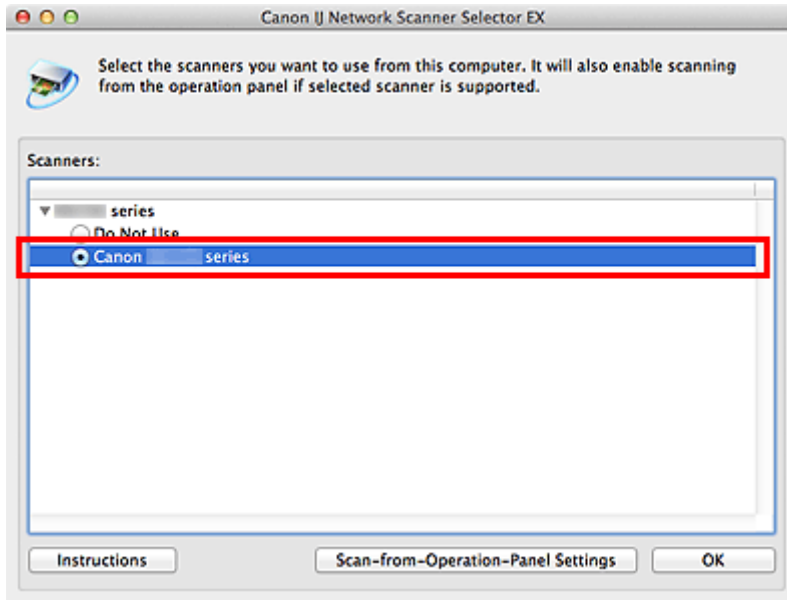 Canon IJ Network Scanner Selector EX
Select the scanners you want to use from this computer. It will also enable scanning
from the operation panel if selected scanner is supported.
Scanners:
series
Do Not Use
Canon series
Instructions
Scan-from-Operation-Panel Settings
OK